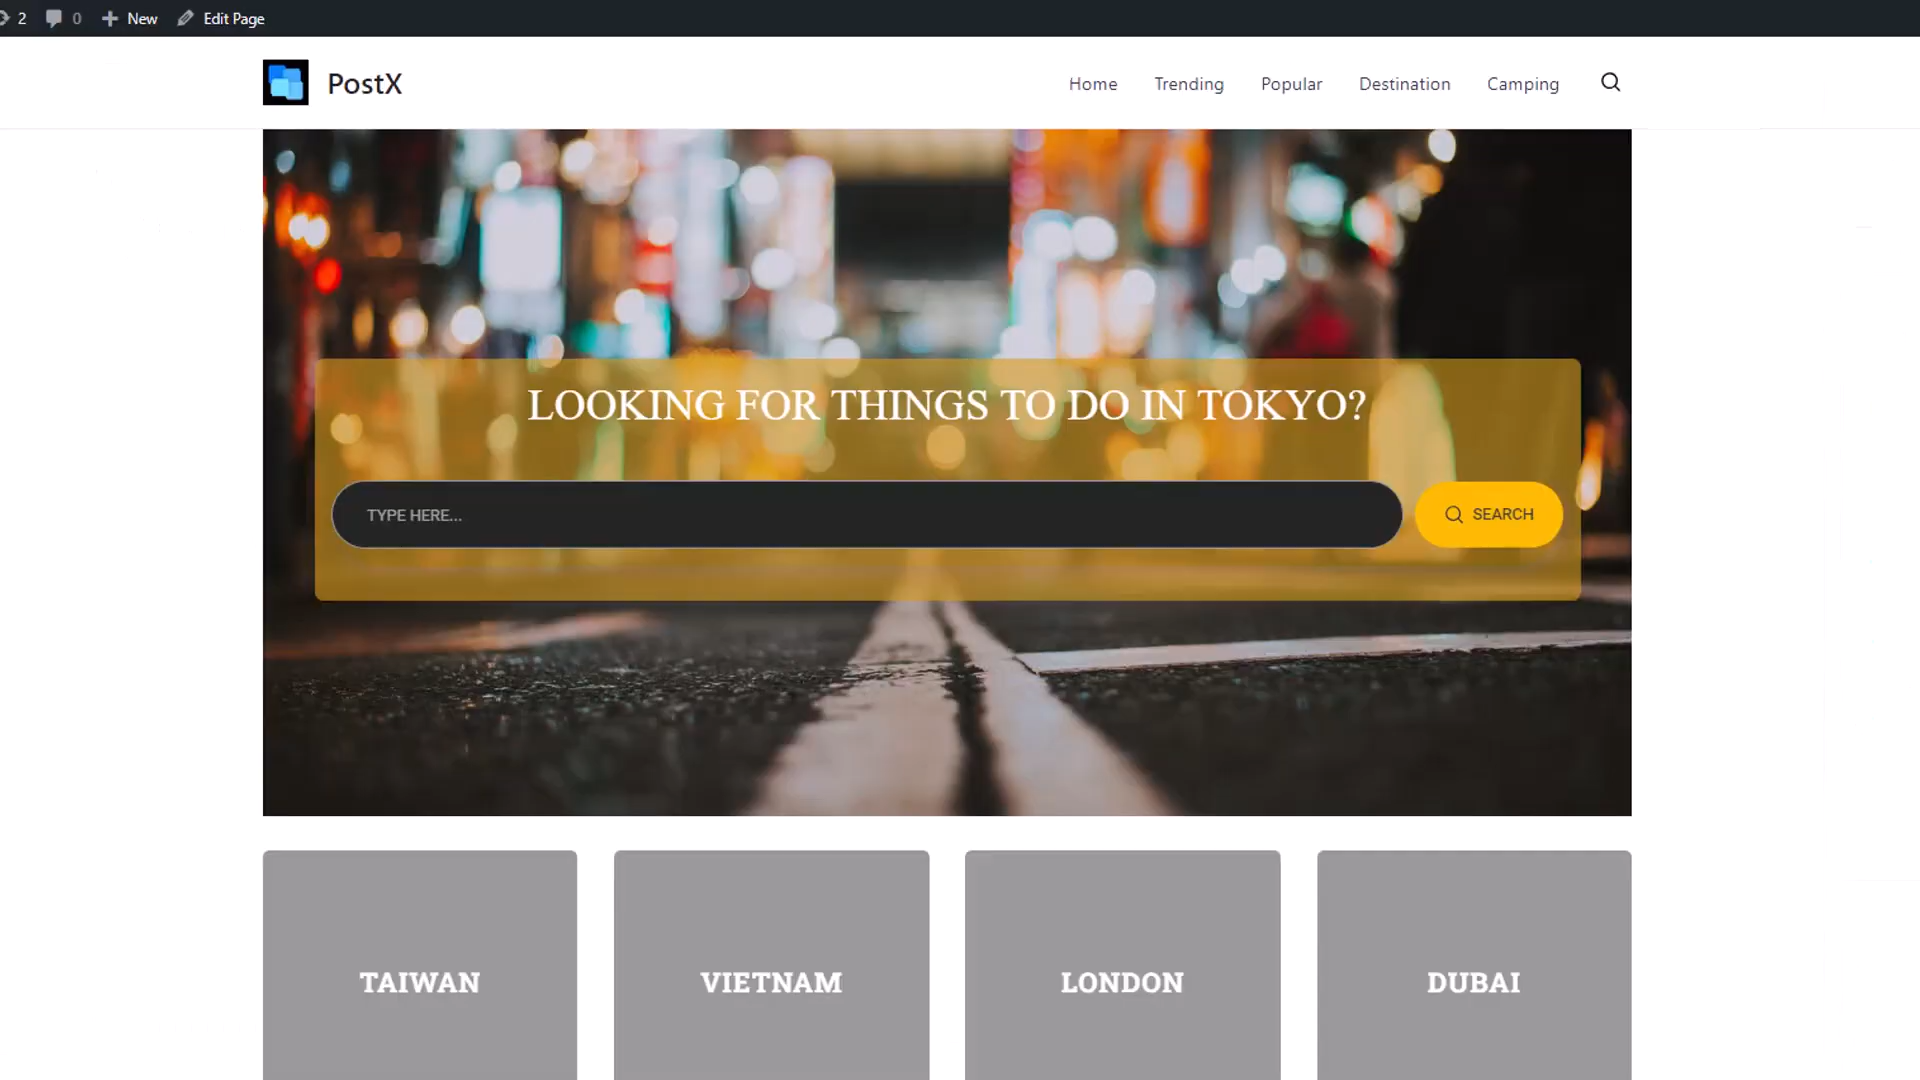 2 0 New Edit Page
PostX Home Trending Popular Destination Camping
LOOKING FOR THINGS TO DO IN TOKYO?
TYPE HERE... SEARCH
TAIWAN VIETNAM LONDON DUBAI